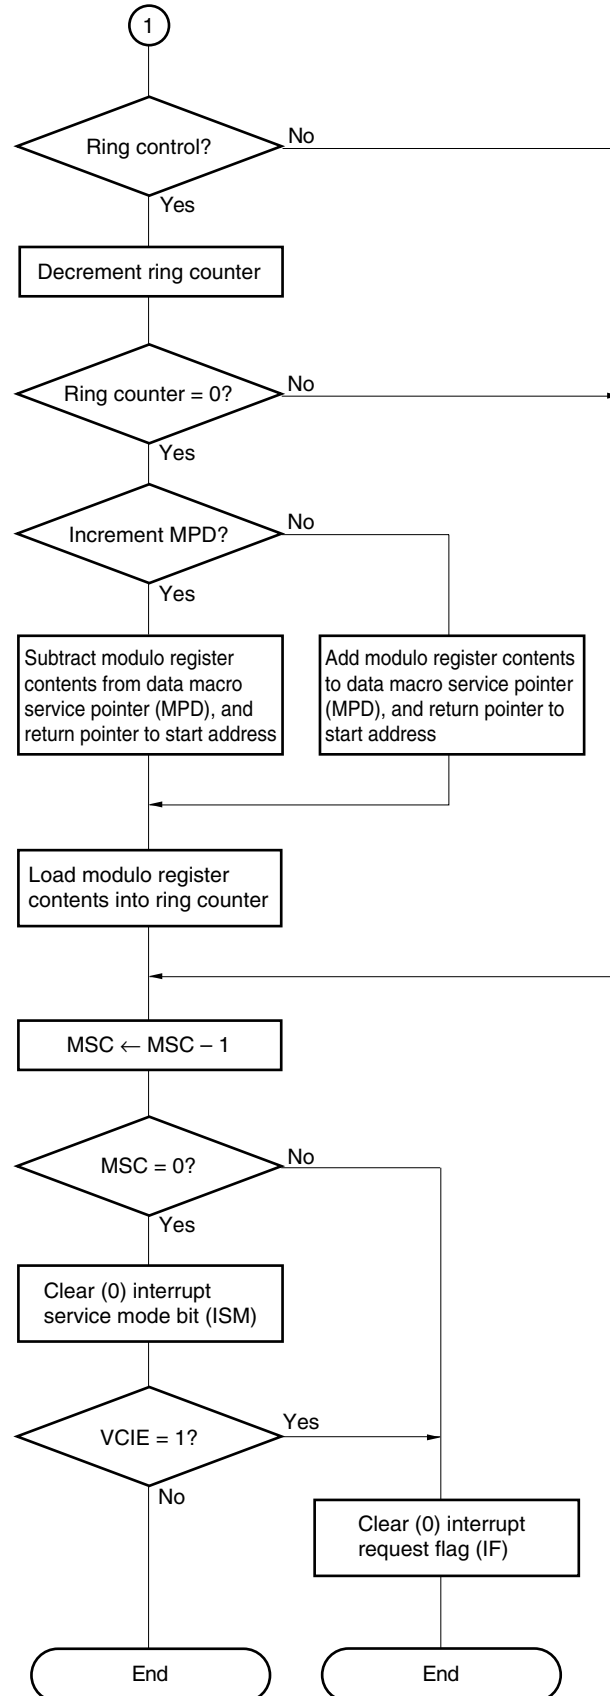 1
Ring control?
No
Yes
Decrement ring counter
Ring counter = 0?
No
Yes
Increment MPD?
No
Yes
Subtract modulo register
contents from data macro
service pointer (MPD), and
return pointer to start address
Add modulo register contents
to data macro service pointer
(MPD), and return pointer to
start address
Load modulo register
contents into ring counter
MSC ← MSC – 1
MSC = 0?
No
Yes
Clear (0) interrupt
service mode bit (ISM)
VCIE = 1?
Yes
No
Clear (0) interrupt
request flag (IF)
End
End